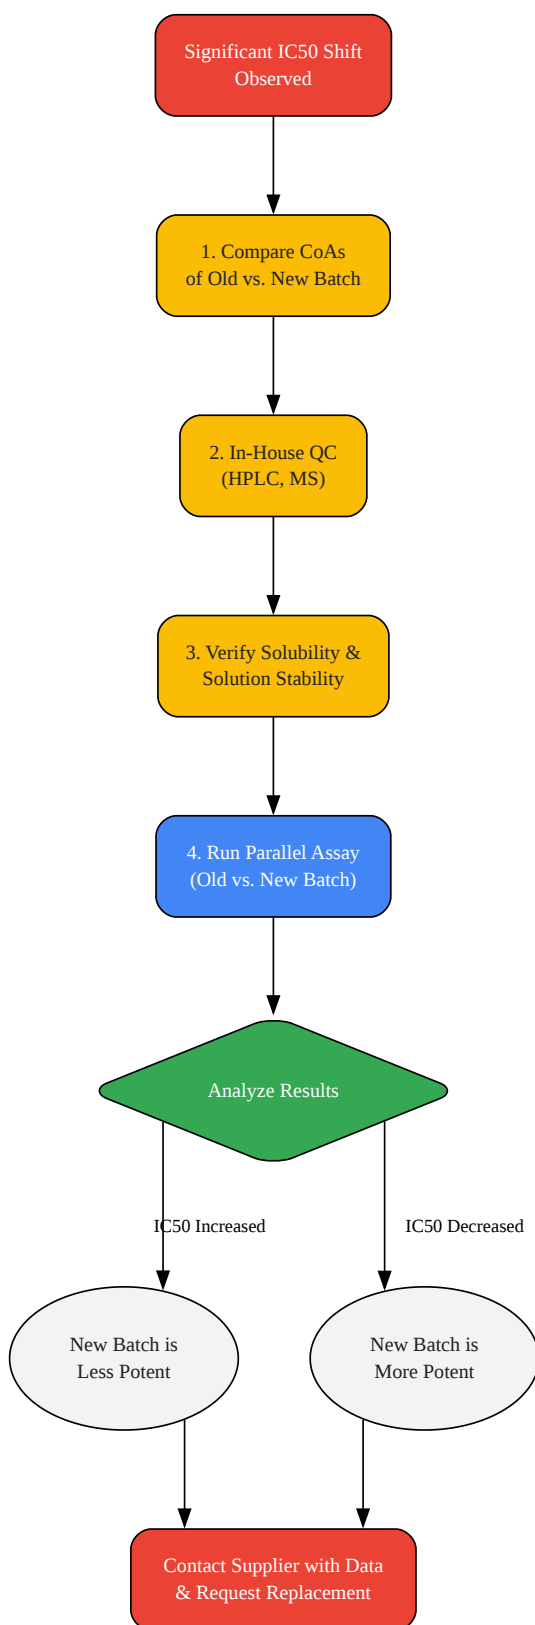 Significant IC50 Shift
Observed
1. Compare CoAs
of Old vs. New Batch
2. In-House QC
(HPLC, MS)
3. Verify Solubility &
Solution Stability
4. Run Parallel Assay
(Old vs. New Batch)
Analyze Results
IC50 Increased
IC50 Decreased
New Batch is
Less Potent
New Batch is
More Potent
Contact Supplier with Data
& Request Replacement